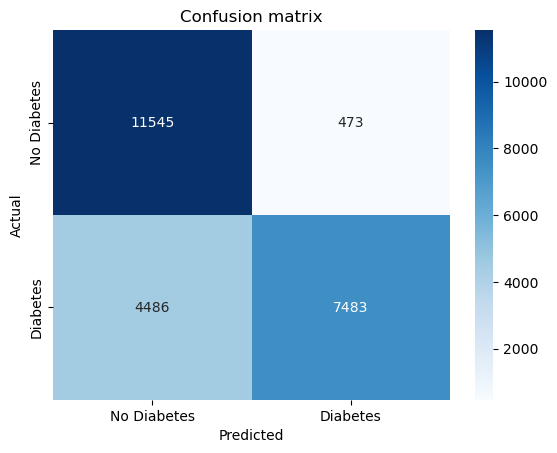 Confusion matrix
No Diabetes
Diabetes
Actual
11545
473
4486
7483
No Diabetes
Diabetes
Predicted
10000
8000
6000
4000
2000